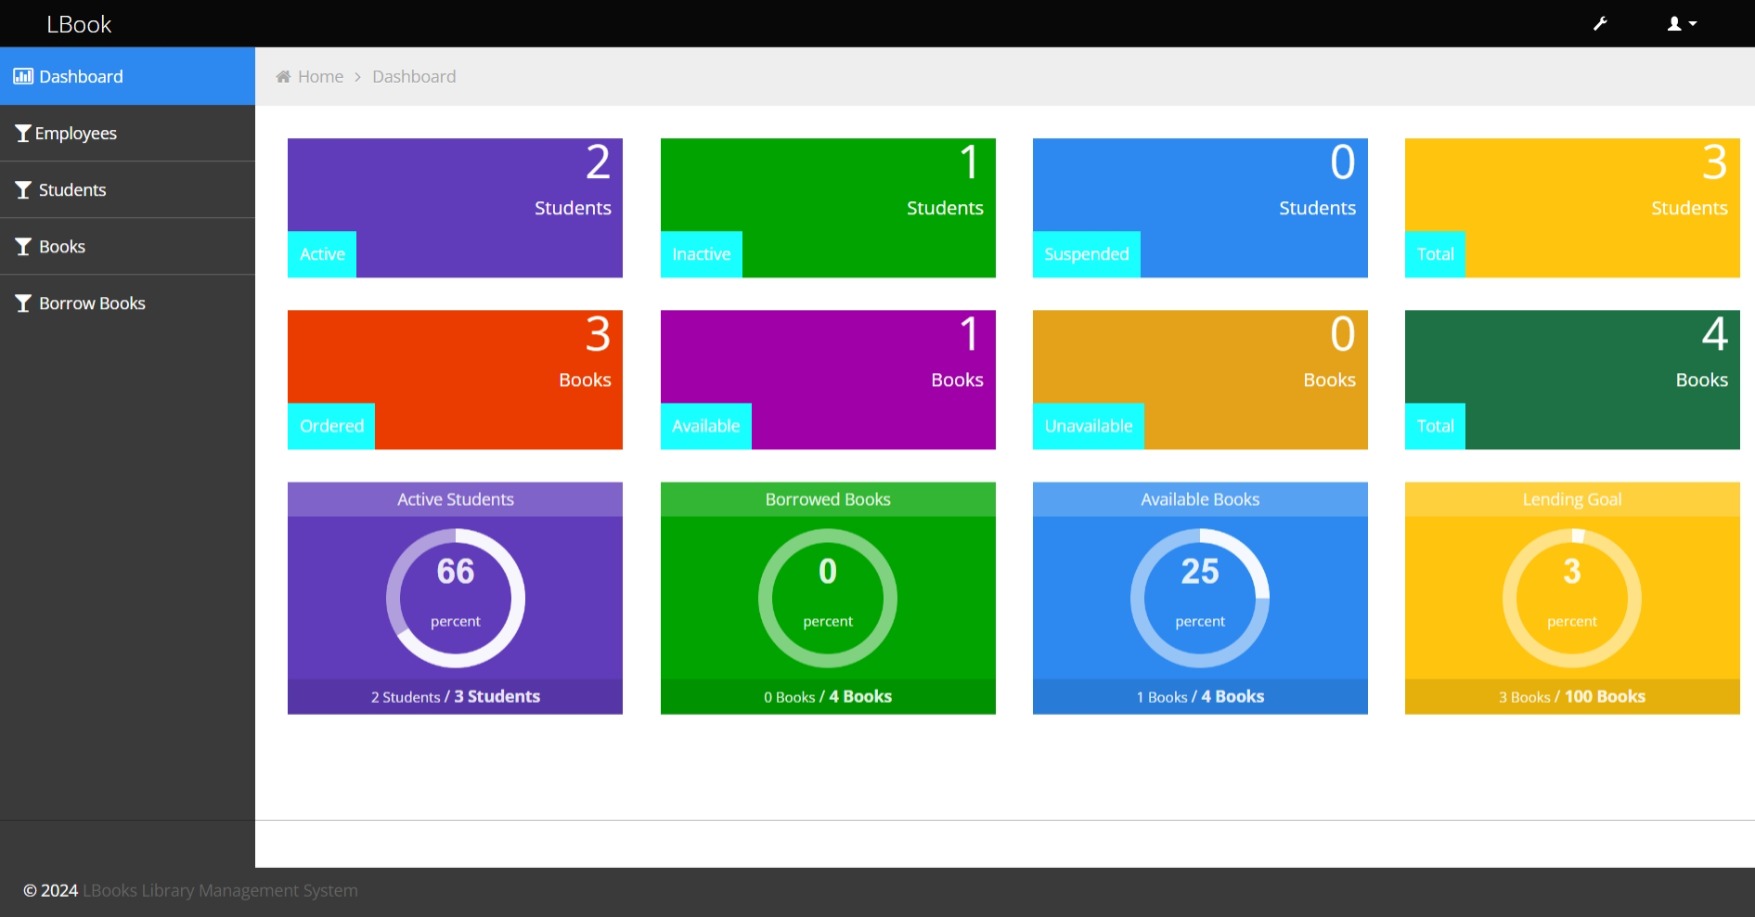 LBook
Dashboard
Home > Dashboard
Employees
Students
Books
Borrow Books
2
Students
Active
1
Students
Inactive
0
Students
Suspended
3
Students
Total
3
Books
Ordered
1
Books
Available
0
Books
Unavailable
4
Books
Total
Active Students
66
percent
2 Students / 3 Students
Borrowed Books
0
percent
0 Books / 4 Books
Available Books
25
percent
1 Books / 4 Books
Lending Goal
3
percent
3 Books / 100 Books
© 2024 LBooks Library Management System